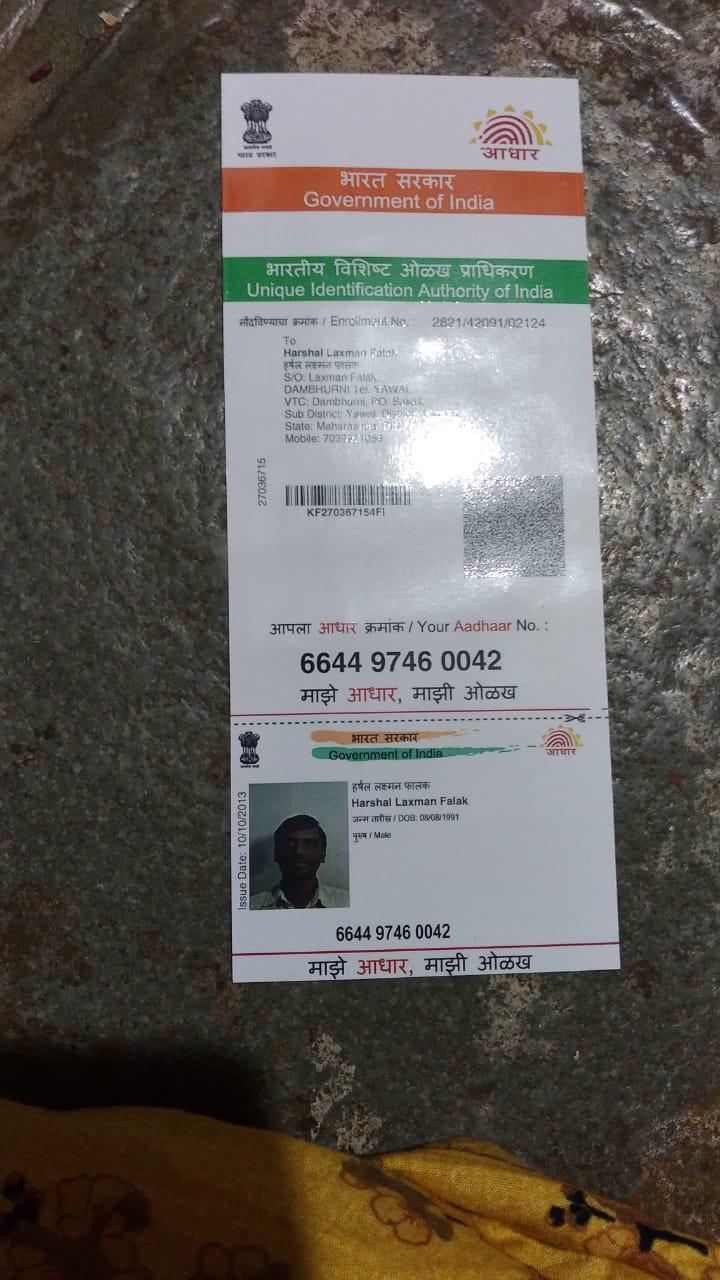 भारत सरकार
आधार
भारत सरकार
Government of India
भारतीय विशिष्ट ओळख प्राधिकरण
Unique Identification Authority of India
नोंदविण्याचा क्रमांक / Enrollment No. : 2821/42091/02124
To
Harshal Laxman Falak
हर्षल लक्ष्मन फालक
S/O: Laxman Falak,
DAMBHURNI Tel. YAWAL,
VTC: Dambhurni, PO:
Sub District: Yawal,
State: Maharashtra,
Mobile:
27036715
KF270367154FI
आपला आधार क्रमांक / Your Aadhaar No. :
6644 9746 0042
माझे आधार, माझी ओळख
भारत सरकार
Government of India
आधार
Issue Date: 10/10/2013
हर्षल लक्ष्मन फालक
Harshal Laxman Falak
जन्म तारीख / DOB: 08/08/1991
पुरुष / Male
6644 9746 0042
माझे आधार, माझी ओळख